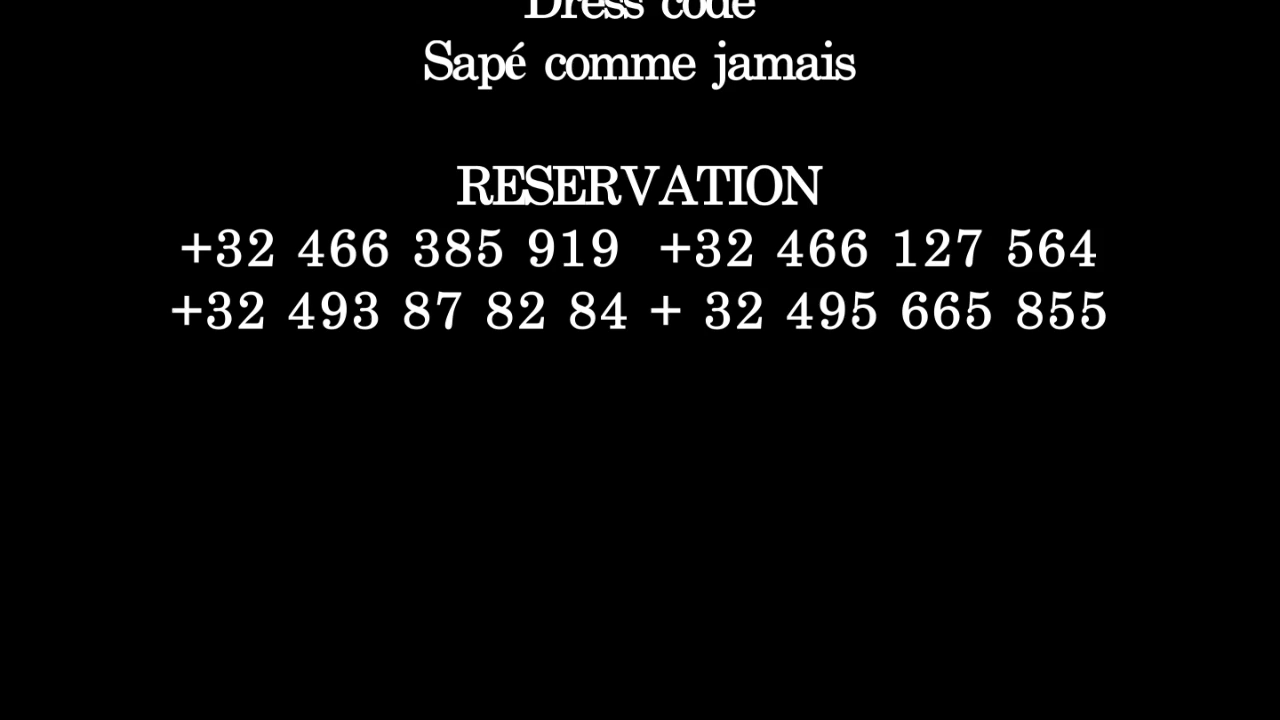 Dress code
Sapé comme jamais
RESERVATION
+32 466 385 919  +32 466 127 564
+32 493 87 82 84 + 32 495 665 855